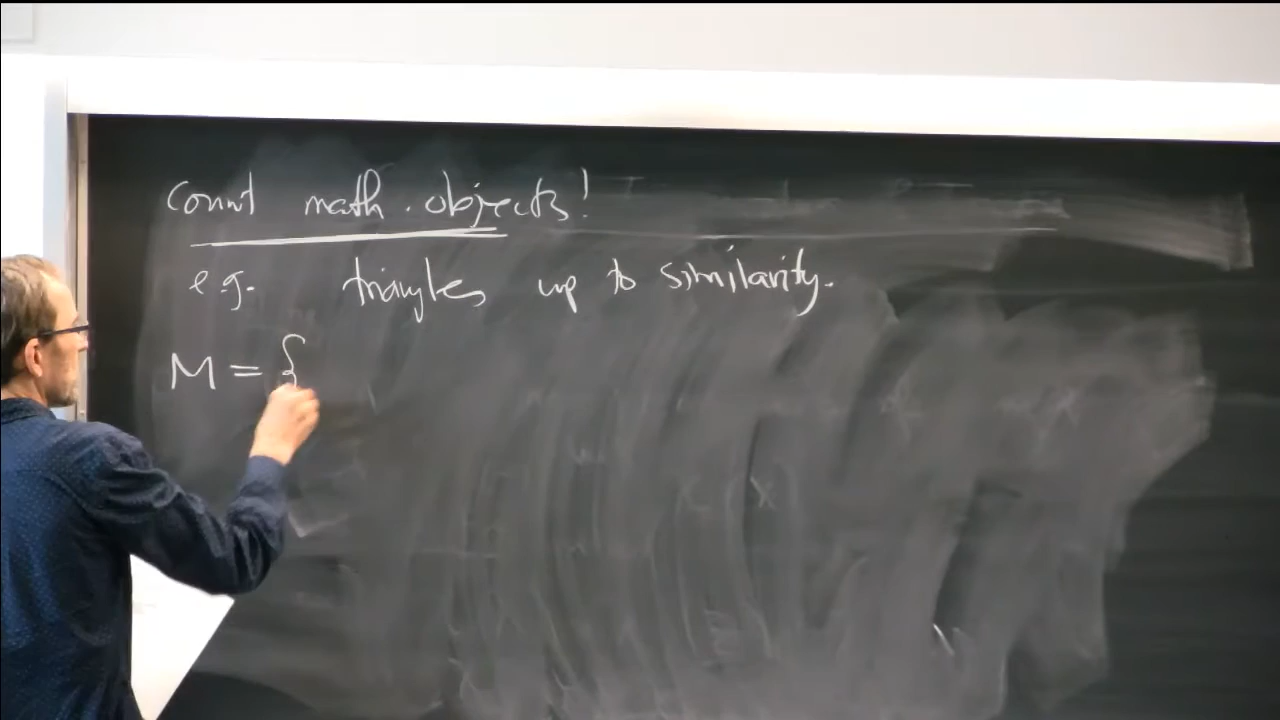 Count math. objects!
e.g. triangles up to similarity.
M = {